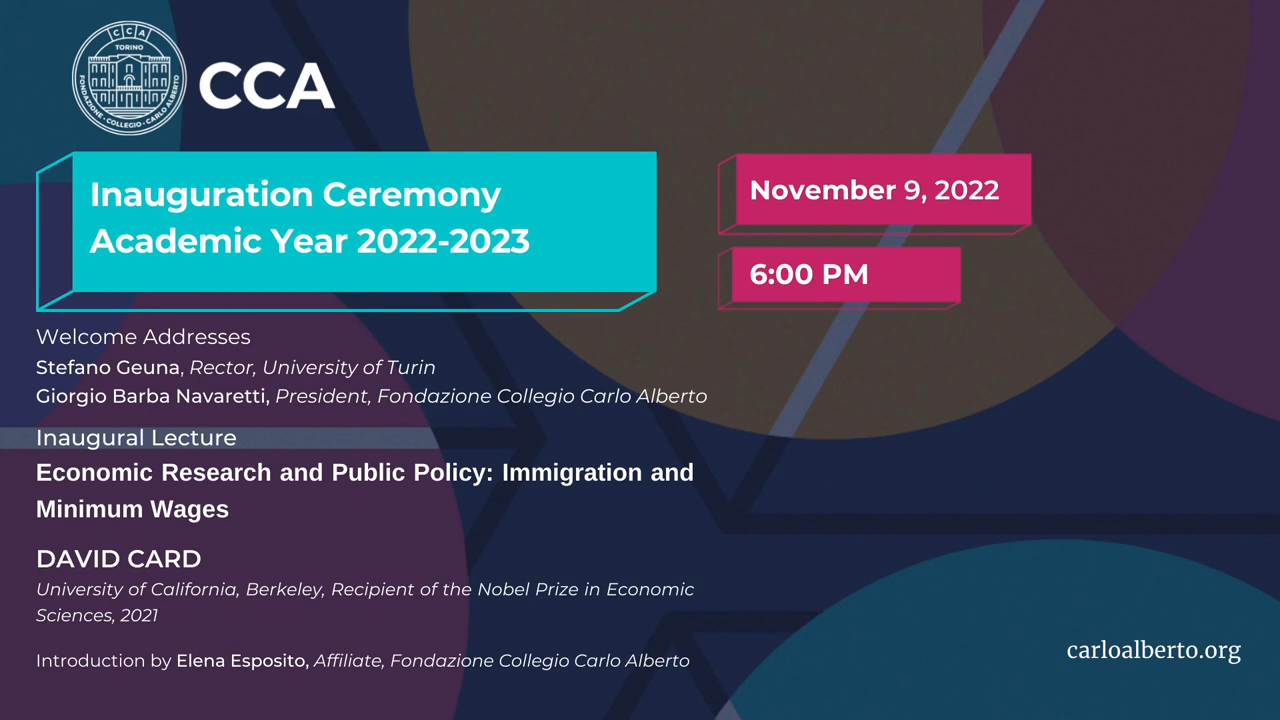 CCA
TORINO
FONDAZIONE · COLLEGIO · CARLO ALBERTO
CCA
Inauguration Ceremony
Academic Year 2022-2023
November 9, 2022
6:00 PM
Welcome Addresses
Stefano Geuna, Rector, University of Turin
Giorgio Barba Navaretti, President, Fondazione Collegio Carlo Alberto
Inaugural Lecture
Economic Research and Public Policy: Immigration and
Minimum Wages
DAVID CARD
University of California, Berkeley, Recipient of the Nobel Prize in Economic
Sciences, 2021
Introduction by Elena Esposito, Affiliate, Fondazione Collegio Carlo Alberto
carloalberto.org